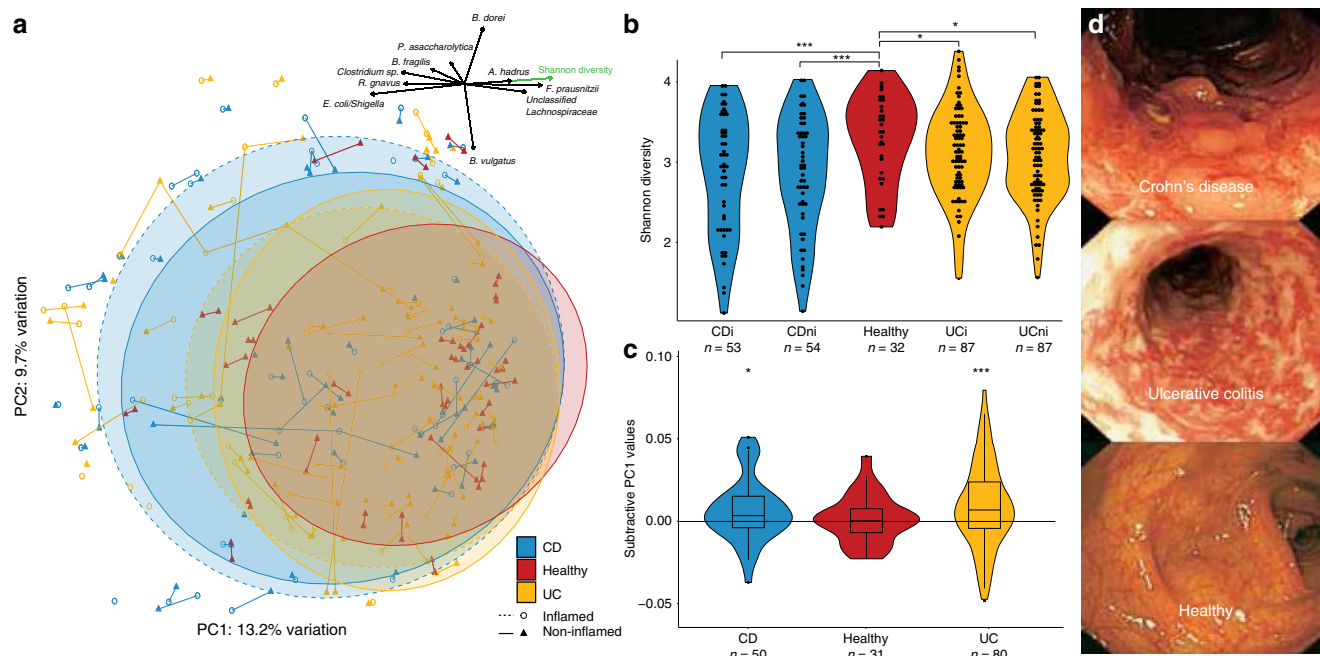 a
B. dorei
P. asaccharolytica
B. fragilis
Clostridium sp.
A. hadrus
Shannon diversity
R. gnavus
F. prausnitzii
E. coli/Shigella
Unclassified
Lachnospiraceae
B. vulgatus
PC2: 9.7% variation
PC1: 13.2% variation
CD
Healthy
UC
Inflamed
Non-inflamed
b
*
***
*
***
4
3
2
Shannon diversity
CDi
CDni
Healthy
UCi
UCni
n = 53
n = 54
n = 32
n = 87
n = 87
c
0.10
*
***
0.05
0.00
−0.05
Subtractive PC1 values
CD
Healthy
UC
n = 50
n = 31
n = 80
d
Crohn's disease
Ulcerative colitis
Healthy